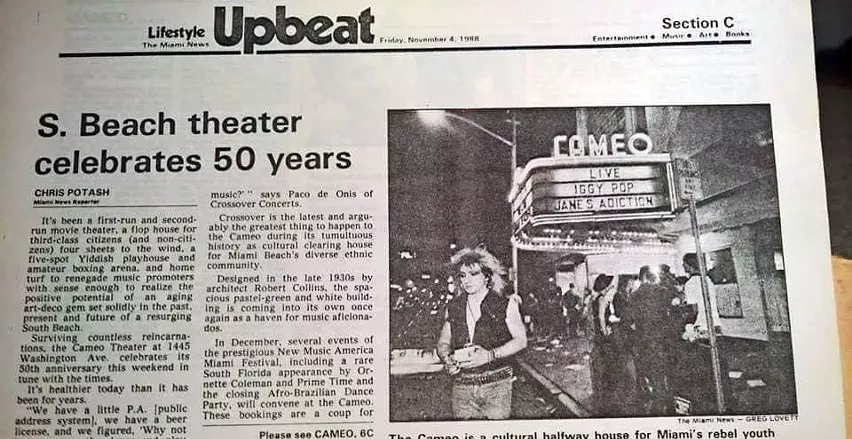 Lifestyle
The Miami News
Upbeat
Friday, November 4, 1988
Section C
Entertainment • Music • Art • Books
S. Beach theater
celebrates 50 years
CHRIS POTASH
Miami News Reporter
It's been a first-run and second-
run movie theater, a flop house for
third-class citizens (and non-citi-
zens) four sheets to the wind, a
five-spot Yiddish playhouse and
amateur boxing arena, and home
turf to renegade music promoters
with sense enough to realize the
positive potential of an aging
art-deco gem set solidly in the past,
present and future of a resurging
South Beach.
Surviving countless reincarna-
tions, the Cameo Theater at 1445
Washington Ave. celebrates its
50th anniversary this weekend in
tune with the times.
It's healthier today than it has
been for years.
"We have a little P.A. [public
address system], we have a beer
license, and we figured, 'Why not
music?' " says Paco de Onis of
Crossover Concerts.
Crossover is the latest and argu-
ably the greatest thing to happen to
the Cameo during its tumultuous
history as cultural clearing house
for Miami Beach's diverse ethnic
community.
Designed in the late 1930s by
architect Robert Collins, the spa-
cious pastel-green and white build-
ing is coming into its own once
again as a haven for music aficiona-
dos.
In December, several events of
the prestigious New Music America
Miami Festival, including a rare
South Florida appearance by Or-
nette Coleman and Prime Time and
the closing Afro-Brazilian Dance
Party, will convene at the Cameo.
These bookings are a coup for
Please see CAMEO, 6C
CAMEO
LIVE
IGGY POP
JANE'S ADICTION
The Miami News — GREG LOVETT
The Cameo is a cultural halfway house for Miami's rebel youth